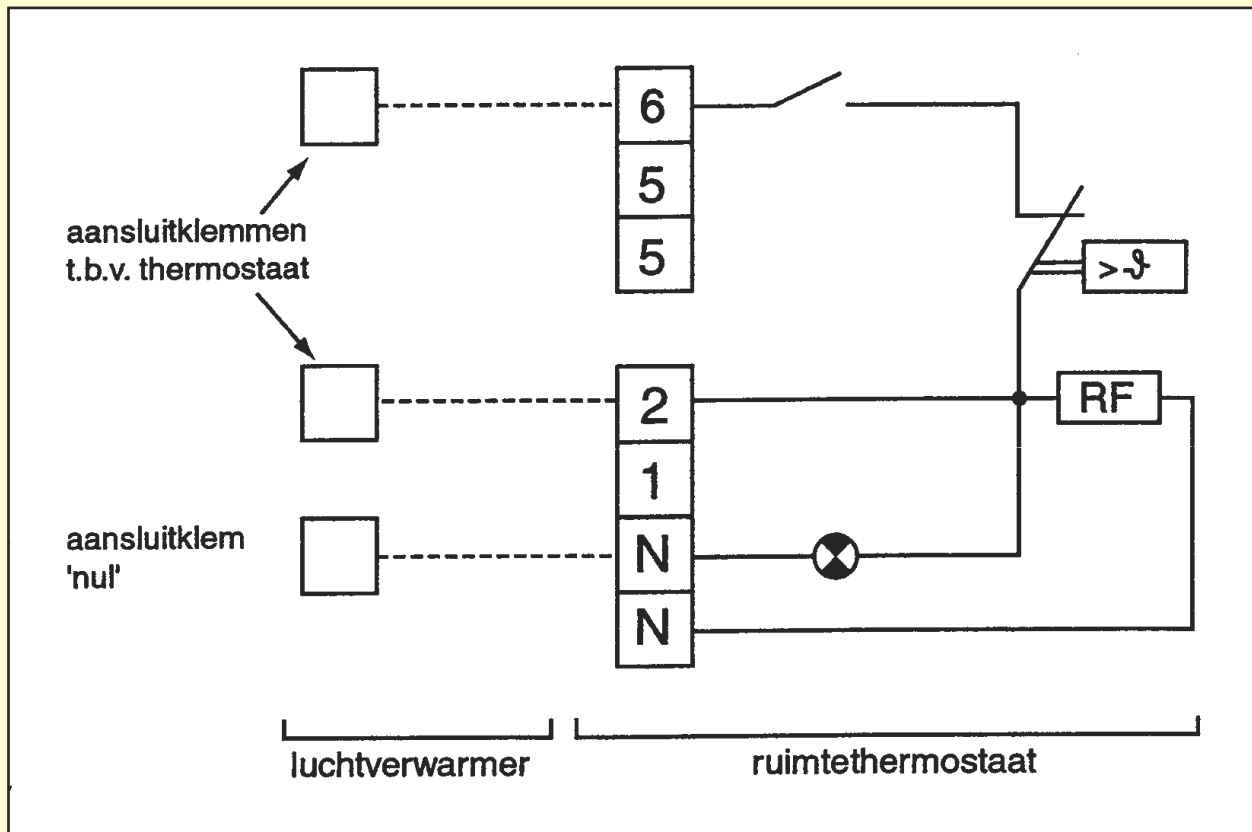 6
5
5
aansluitklemmen
t.b.v. thermostaat
>ϑ
2
RF
1
aansluitklem
'nul'
N
N
luchtverwarmer
ruimtethermostaat